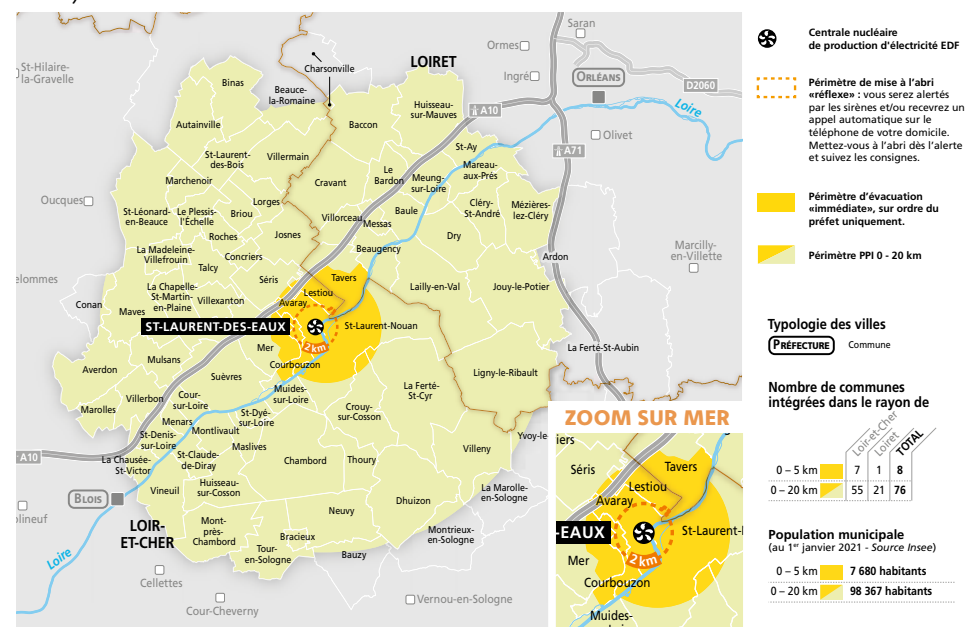 Saran
Ormes
LOIRET
St-Hilaire-
la-Gravelle
Charsonville
Ingré
ORLÉANS
D2060
Binas
Beauce-
la-Romaine
Huisseau-
sur-Mauves
A10
Loire
Autainville
Baccon
Olivet
St-Ay
A71
St-Laurent-
des-Bois
Villermain
Le
Bardon
Meung-
sur-Loire
Mareau-
aux-Prés
Marchenoir
Cravant
Oucques
Lorges
Cléry-
St-André
Mézières-
lez-Cléry
St-Léonard-
en-Beauce
Le Plessis-
l'Échelle
Briou
Villorceau
Baule
Messas
Roches
Josnes
Dry
Marcilly-
en-Villette
La Madeleine-
Villefrouin
Concriers
Beaugency
Ardon
Talcy
elommes
Séris
Tavers
La Chapelle-
St-Martin-
en-Plaine
Lestiou
Lailly-en-Val
Jouy-le-Potier
Conan
Villexanton
Avaray
Maves
ST-LAURENT-DES-EAUX
St-Laurent-Nouan
2 km
Mer
La Ferté-St-Aubin
Mulsans
Courbouzon
Averdon
Suèvres
Ligny-le-Ribault
Muides-
sur-Loire
La Ferté-
St-Cyr
Villerbon
Cour-
sur-Loire
Marolles
St-Dyé-
sur-Loire
Crouy-
sur-Cosson
Menars
Montlivault
St-Denis-
sur-Loire
Maslives
Villeny
Yvoy-le-
A10
La Chausée-
St-Victor
St-Claude-
de-Diray
Chambord
Thoury
Vineuil
Huisseau-
sur-Cosson
La Marolle-
en-Sologne
BLOIS
Dhuizon
Neuvy
LOIR-
ET-CHER
Mont-
près-
Chambord
Bracieux
Montrieux-
en-Sologne
Tour-
en-Sologne
Bauzy
Loire
Cellettes
Cour-Cheverny
Vernou-en-Sologne
ZOOM SUR MER
iers
Séris
Tavers
Lestiou
Avaray
-EAUX
St-Laurent-
Mer
2 km
Courbouzon
Muides-
Centrale nucléaire
de production d'électricité EDF
Périmètre de mise à l'abri
«réflexe» : vous serez alertés
par les sirènes et/ou recevrez un
appel automatique sur le
téléphone de votre domicile.
Mettez-vous à l'abri dès l'alerte
et suivez les consignes.
Périmètre d'évacuation
«immédiate», sur ordre du
préfet uniquement.
Périmètre PPI 0 - 20 km
Typologie des villes
PRÉFECTURE Commune
Nombre de communes
intégrées dans le rayon de
Loir-et-Cher Loiret TOTAL
0 – 5 km 7 1 8
0 – 20 km 55 21 76
Population municipale
(au 1er janvier 2021 - Source Insee)
0 – 5 km 7 680 habitants
0 – 20 km 98 367 habitants